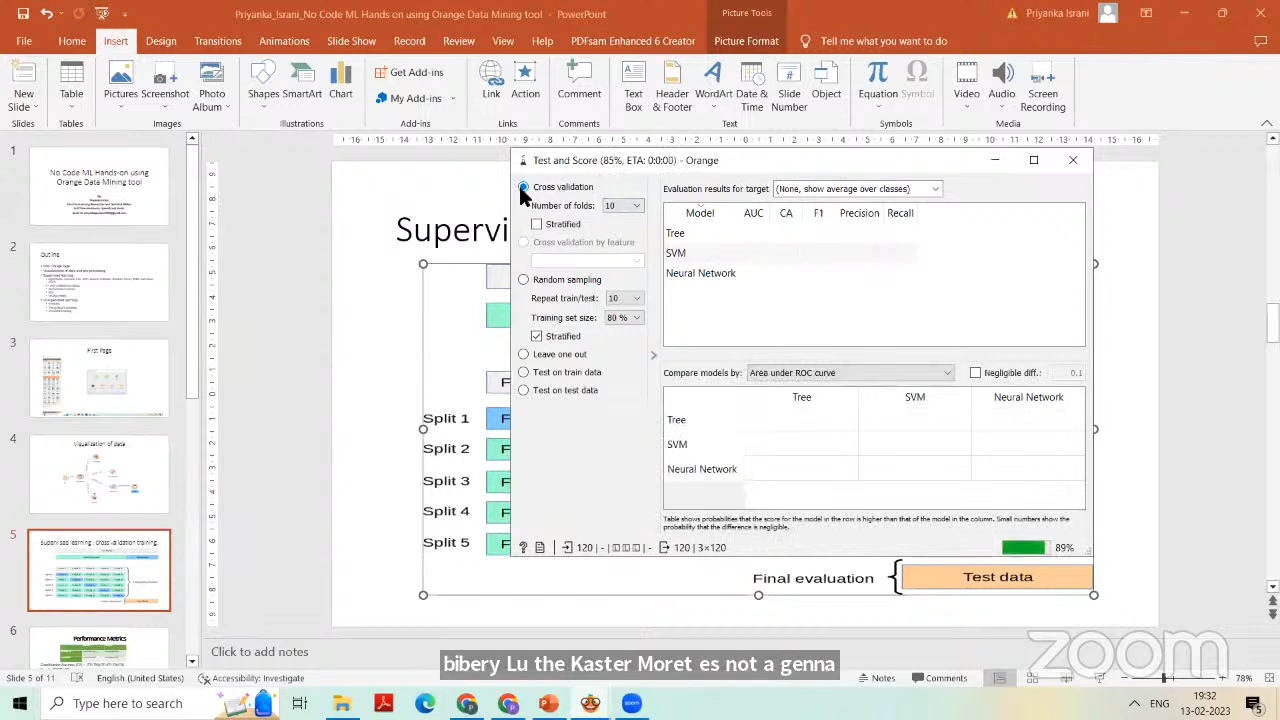 Priyanka_Israni_No Code ML Hands on using Orange Data Mining tool - PowerPoint
Picture Tools
Priyanka Israni
File Home Insert Design Transitions Animations Slide Show Record Review View Help PDFsam Enhanced 6 Creator Picture Format Tell me what you want to do
New Slide
Table
Pictures
Screenshot
Photo Album
Shapes
SmartArt
Chart
Get Add-ins
My Add-ins
Link
Action
Comment
Text Box
Header & Footer
WordArt
Date & Time
Slide Number
Object
Equation
Symbol
Video
Audio
Screen Recording
Slides Tables Images Illustrations Add-ins Links Comments Text Symbols Media
1
No Code ML Hands-on using
Orange Data Mining tool
2
Outline
3
First Page
4
Visualization of data
5
Supervised learning - Cross validation training
6
Performance Metrics
Supervi
Split 1
Split 2
Split 3
Split 4
Split 5
Final evaluation
Test data
Test and Score (85%, ETA: 0:0:00) - Orange
Cross validation
Number of folds: 10
Stratified
Cross validation by feature
Random sampling
Repeat train/test: 10
Training set size: 80 %
Stratified
Leave one out
Test on train data
Test on test data
Evaluation results for target (None, show average over classes)
Model AUC CA F1 Precision Recall
Tree
SVM
Neural Network
Compare models by: Area under ROC curve
Negligible diff.: 0.1
Tree SVM Neural Network
Tree
SVM
Neural Network
Table shows probabilities that the score for the model in the row is higher than that of the model in the column. Small numbers show the
probability that the difference is negligible.
120 - 120 | 3×120
89%
Click to add notes
bibery Lu the Kaster Moret es not a genna
zoom
Slide 5 of 11 English (United States) Accessibility: Investigate Notes Comments 78%
Type here to search
ENG
19:32
13-02-2023
5